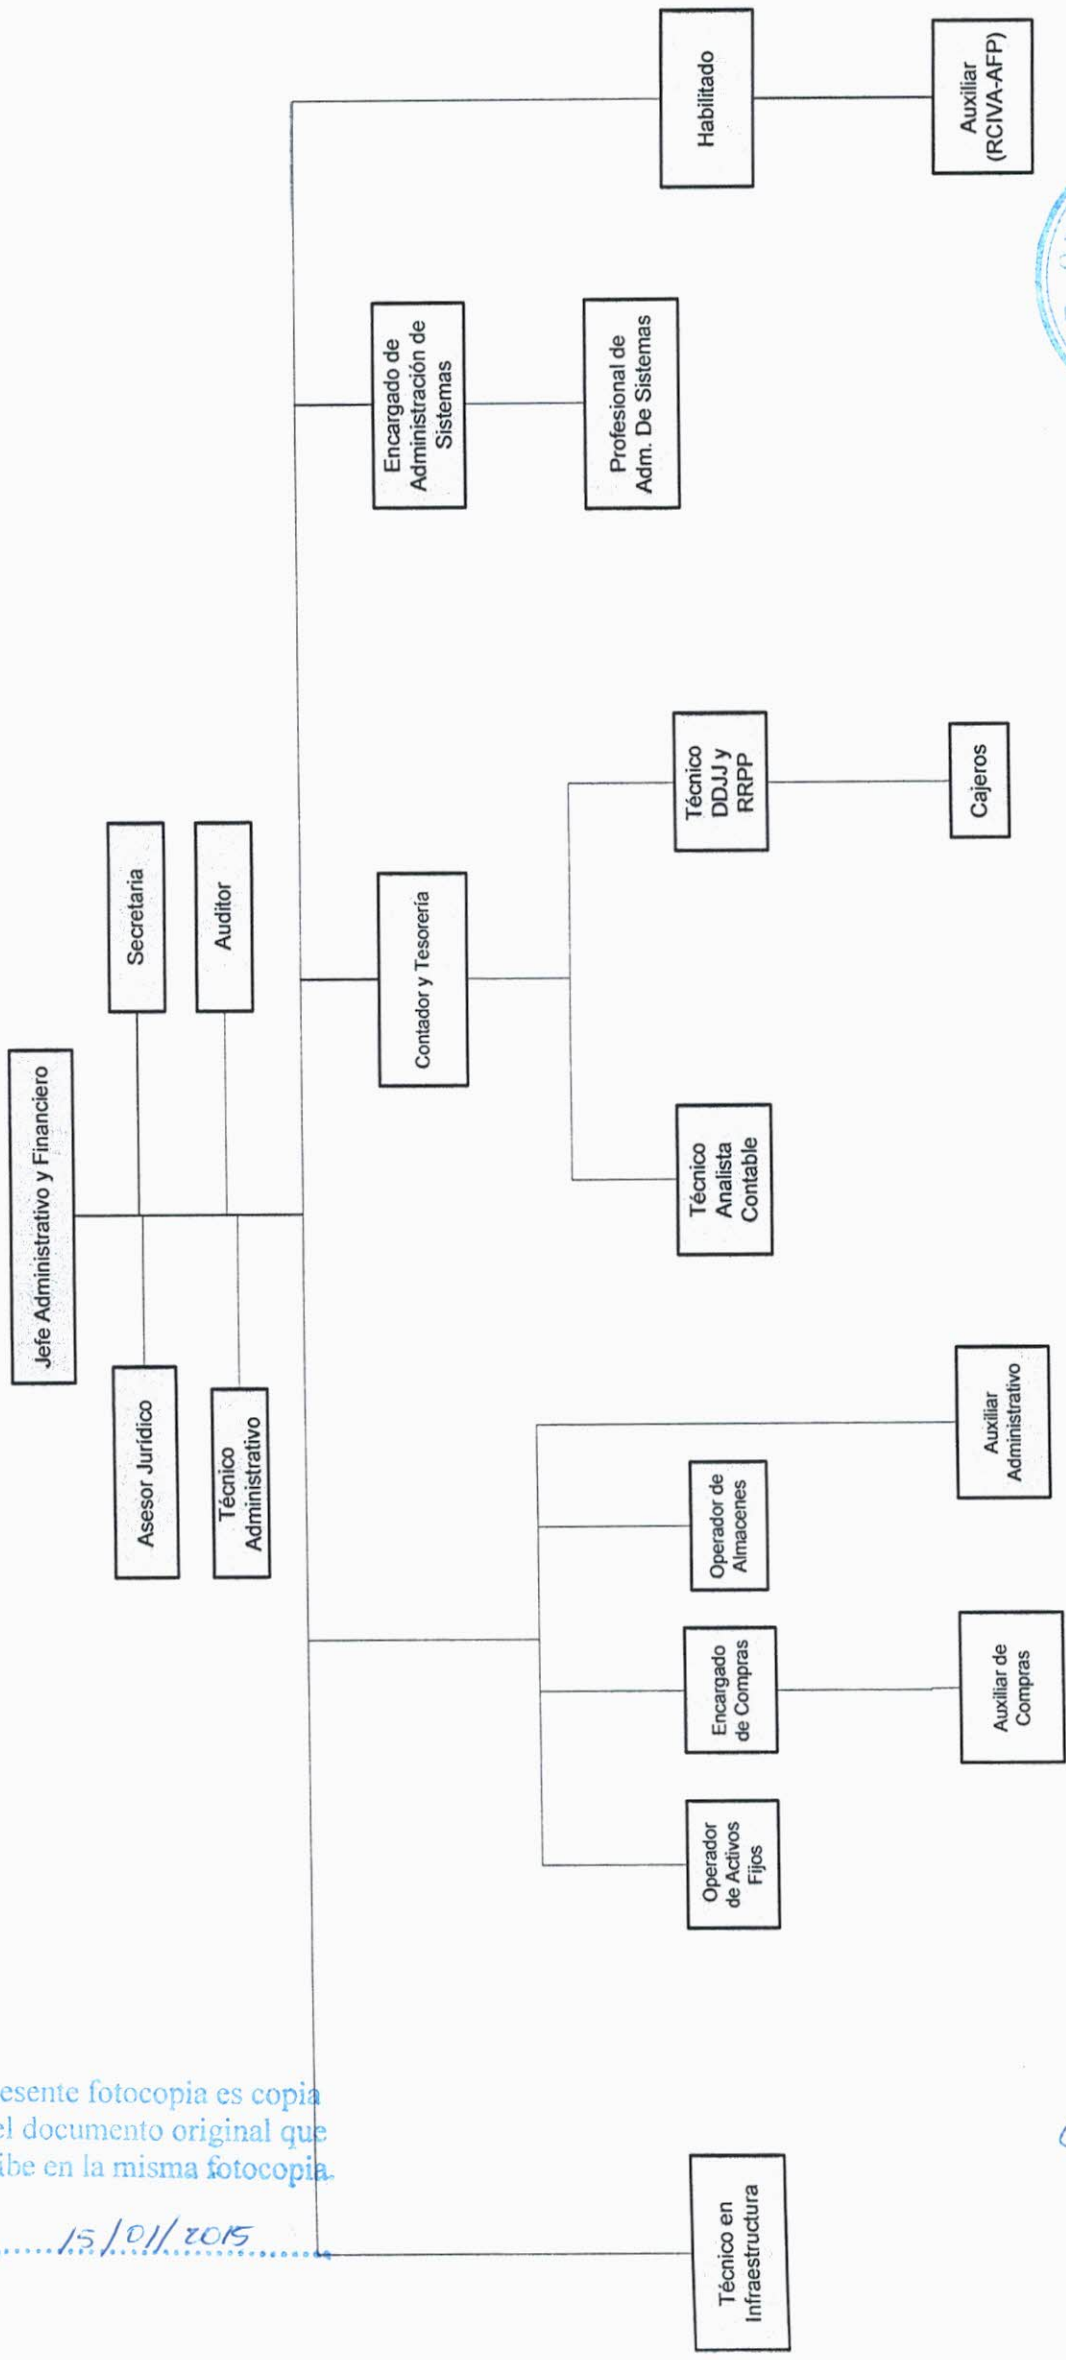 Jefe Administrativo y Financiero
Asesor Jurídico
Secretaria
Técnico
Administrativo
Auditor
Contador y Tesorería
Encargado de
Administración de
Sistemas
Profesional de
Adm. De Sistemas
Habilitado
Auxiliar
(RCIVA-AFP)
Técnico en
Infraestructura
Operador
de Activos
Fijos
Encargado
de Compras
Operador de
Almacenes
Auxiliar
Administrativo
Auxiliar de
Compras
Técnico
Analista
Contable
Técnico
DDJJ y
RRPP
Cajeros
esente fotocopia es copia
el documento original que
ibe en la misma fotocopia.
15/01/2015